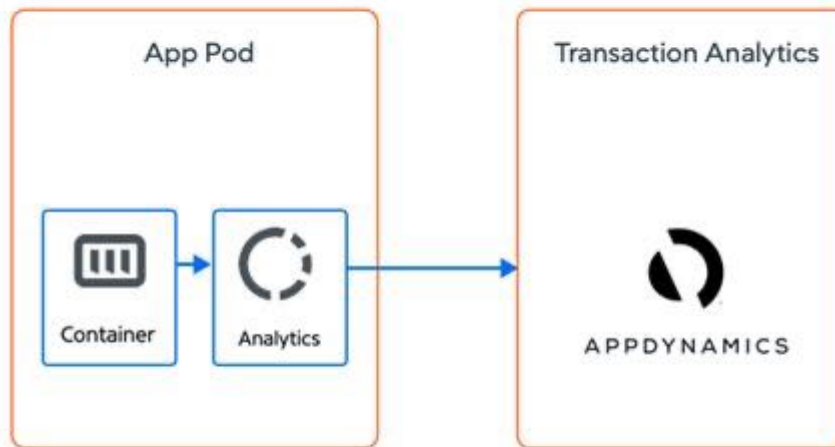 App Pod
Transaction Analytics
Container
Analytics
APPDYNAMICS